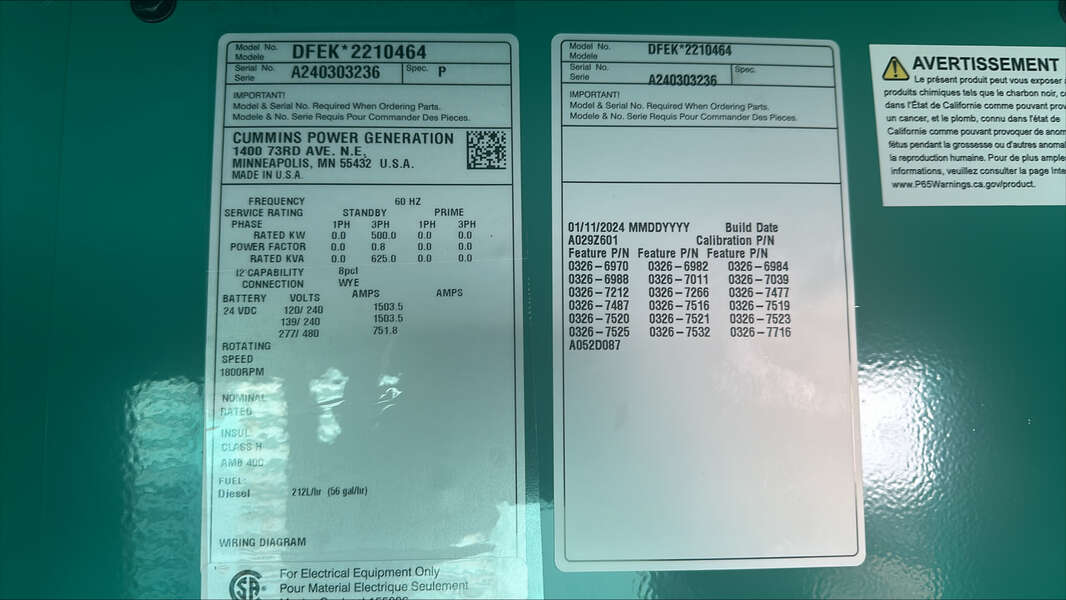 Model No.
Modele
DFEK*2210464
Serial No.
Serie
A240303236
Spec. P
IMPORTANT!
Model & Serial No. Required When Ordering Parts.
Modele & No. Serie Requis Pour Commander Des Pieces.
CUMMINS POWER GENERATION
1400 73RD AVE. N.E.
MINNEAPOLIS, MN 55432 U.S.A.
MADE IN U.S.A.
FREQUENCY 60 HZ
SERVICE RATING STANDBY PRIME
PHASE 1PH 3PH 1PH 3PH
RATED KW 0.0 500.0 0.0 0.0
POWER FACTOR 0.0 0.8 0.0 0.0
RATED KVA 0.0 625.0 0.0 0.0
I2 CAPABILITY 8pct
CONNECTION WYE
BATTERY VOLTS AMPS AMPS
24 VDC 120/ 240 1503.5
139/ 240 1503.5
277/ 480 751.8
ROTATING
SPEED
1800RPM
NOMINAL
RATED
INSUL
CLASS H
AMB 40C
FUEL:
Diesel 212L/hr (56 gal/hr)
WIRING DIAGRAM
For Electrical Equipment Only
Pour Material Electrique Seulement
Model No.
Modele
DFEK*2210464
Serial No.
Serie
A240303236
Spec.
IMPORTANT!
Model & Serial No. Required When Ordering Parts.
Modele & No. Serie Requis Pour Commander Des Pieces.
01/11/2024 MMDDYYYY Build Date
A029Z601 Calibration P/N
Feature P/N Feature P/N Feature P/N
0326-6970 0326-6982 0326-6984
0326-6988 0326-7011 0326-7039
0326-7212 0326-7266 0326-7477
0326-7487 0326-7516 0326-7519
0326-7520 0326-7521 0326-7523
0326-7525 0326-7532 0326-7716
A052D087
AVERTISSEMENT
Le présent produit peut vous exposer
produits chimiques tels que le charbon noir,
dans l'État de Californie comme pouvant
un cancer, et le plomb, connu dans l'état de
Californie comme pouvant provoquer de
fétus pendant la grossesse ou d'autres
la reproduction humaine. Pour de plus
informations, veuillez consulter la page
www.P65Warnings.ca.gov/product.